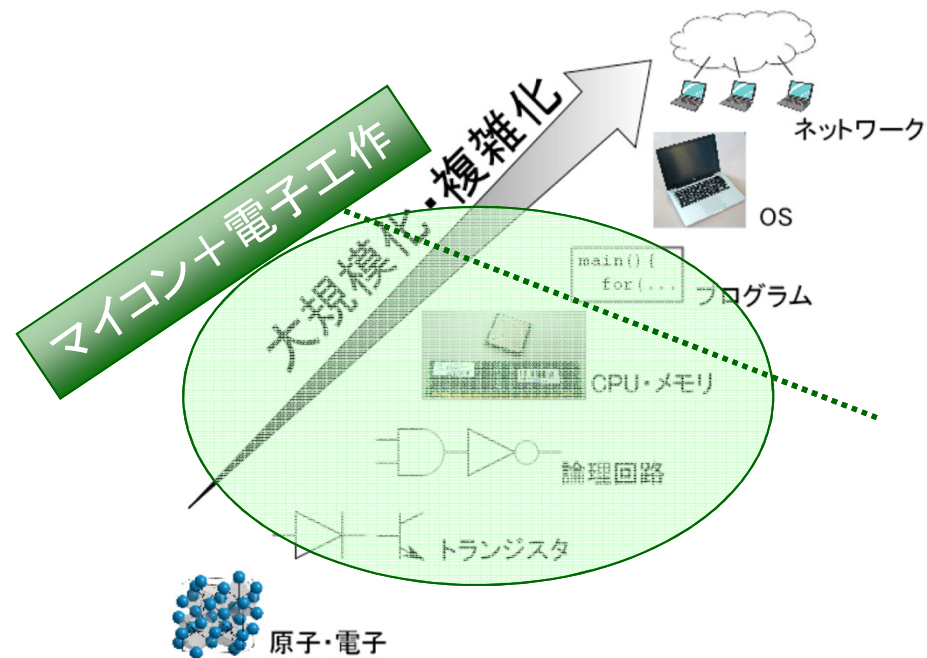 マイコン+電子工作
大規模化・複雑化
ネットワーク
OS
main(){
for(...
プログラム
CPU・メモリ
論理回路
トランジスタ
原子・電子